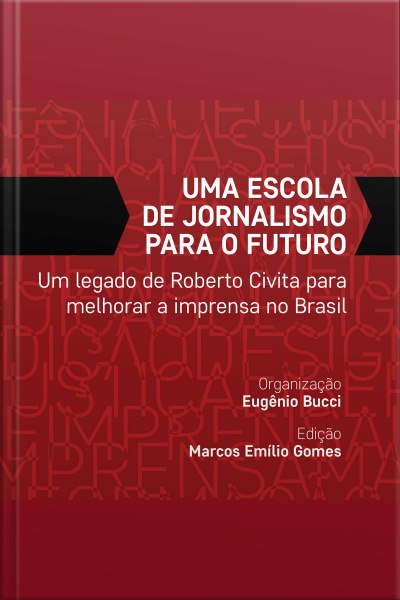 UMA ESCOLA
DE JORNALISMO
PARA O FUTURO
Um legado de Roberto Civita para
melhorar a imprensa no Brasil
Organização
Eugênio Bucci
Edição
Marcos Emílio Gomes